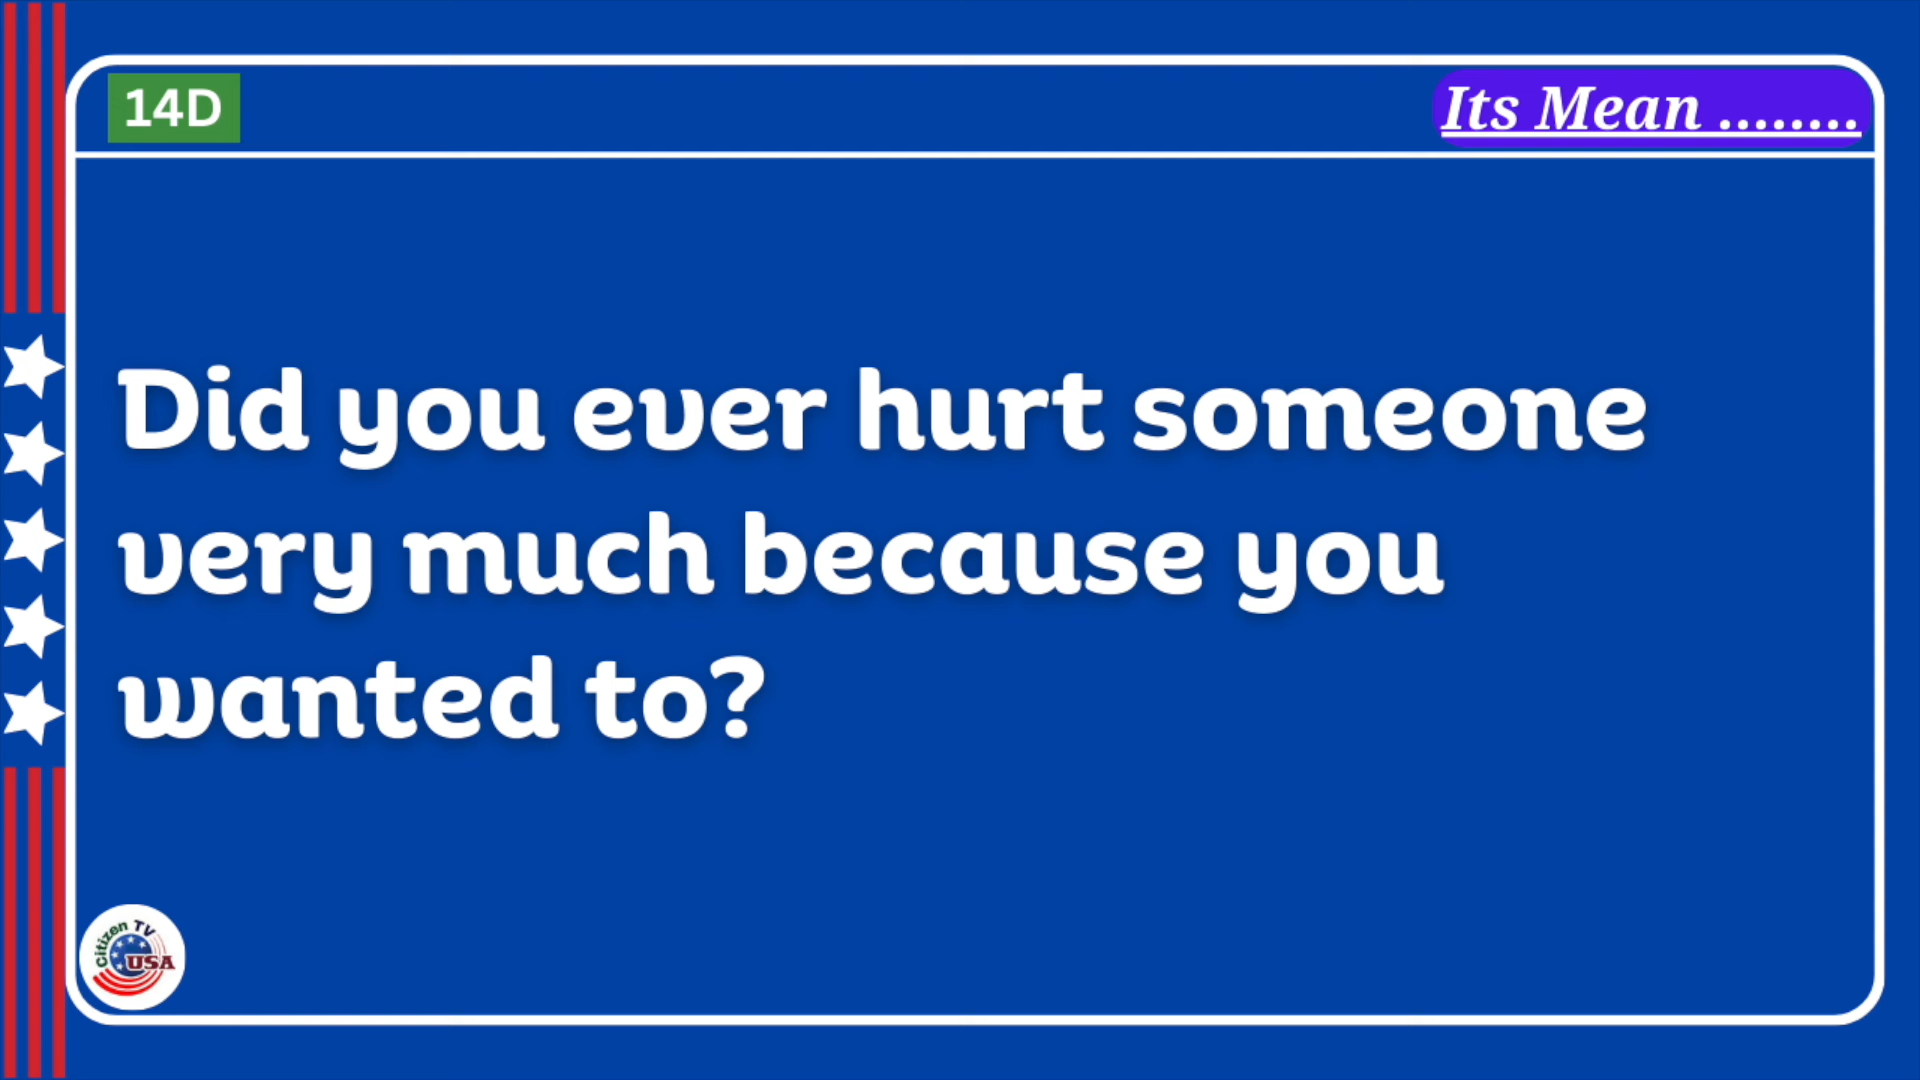 14D
Its Mean ........
Did you ever hurt someone
very much because you
wanted to?
Citizen TV
USA